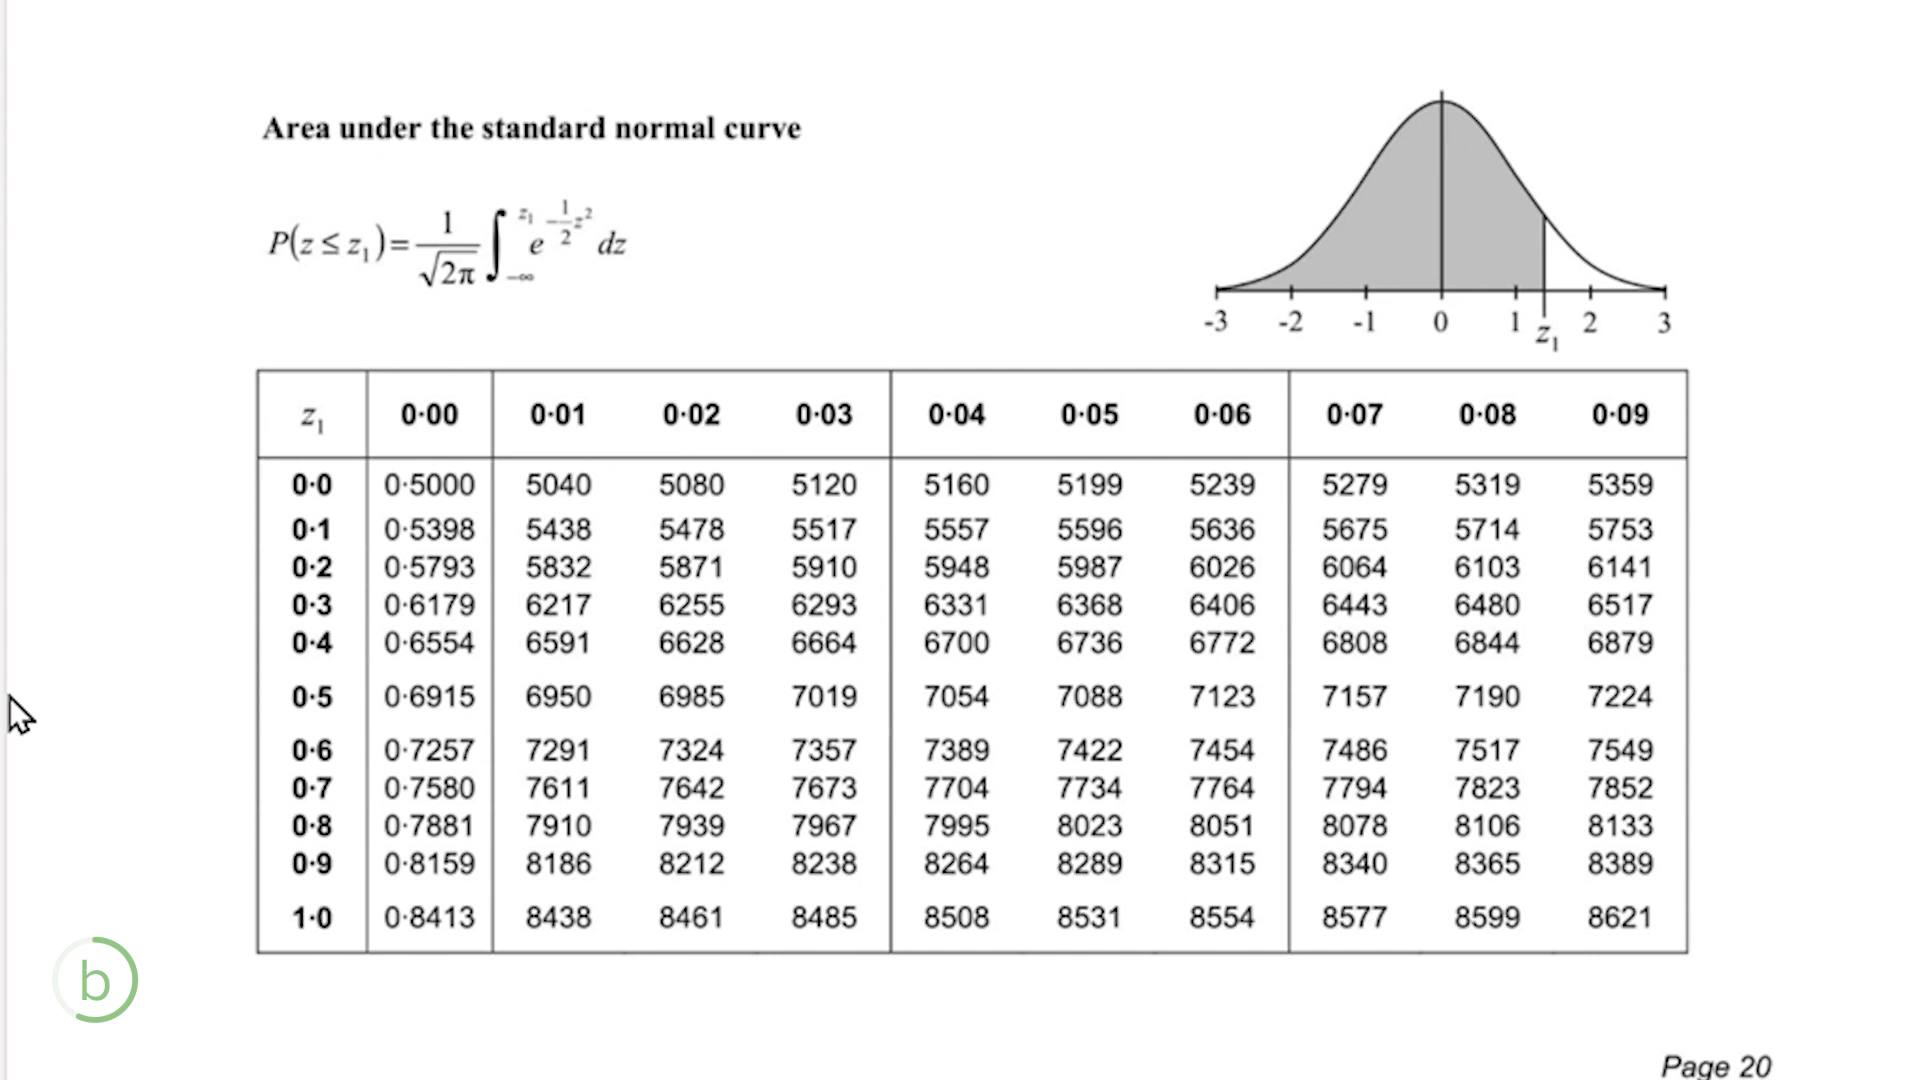 Area under the standard normal curve
P(z ≤ z₁) = 1/√2π ∫ z₁ −∞ e −1/2 z² dz
-3 -2 -1 0 1 z₁ 2 3
z₁ 0·00 0·01 0·02 0·03 0·04 0·05 0·06 0·07 0·08 0·09
0·0 0·5000 5040 5080 5120 5160 5199 5239 5279 5319 5359
0·1 0·5398 5438 5478 5517 5557 5596 5636 5675 5714 5753
0·2 0·5793 5832 5871 5910 5948 5987 6026 6064 6103 6141
0·3 0·6179 6217 6255 6293 6331 6368 6406 6443 6480 6517
0·4 0·6554 6591 6628 6664 6700 6736 6772 6808 6844 6879
0·5 0·6915 6950 6985 7019 7054 7088 7123 7157 7190 7224
0·6 0·7257 7291 7324 7357 7389 7422 7454 7486 7517 7549
0·7 0·7580 7611 7642 7673 7704 7734 7764 7794 7823 7852
0·8 0·7881 7910 7939 7967 7995 8023 8051 8078 8106 8133
0·9 0·8159 8186 8212 8238 8264 8289 8315 8340 8365 8389
1·0 0·8413 8438 8461 8485 8508 8531 8554 8577 8599 8621
b
Page 20